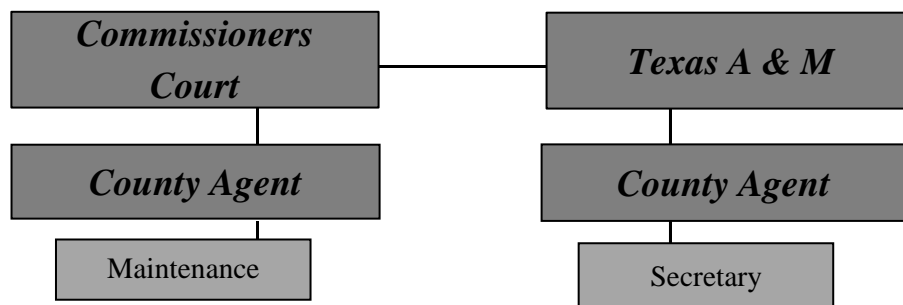 Commissioners
Court
Texas A & M
County Agent
County Agent
Maintenance
Secretary